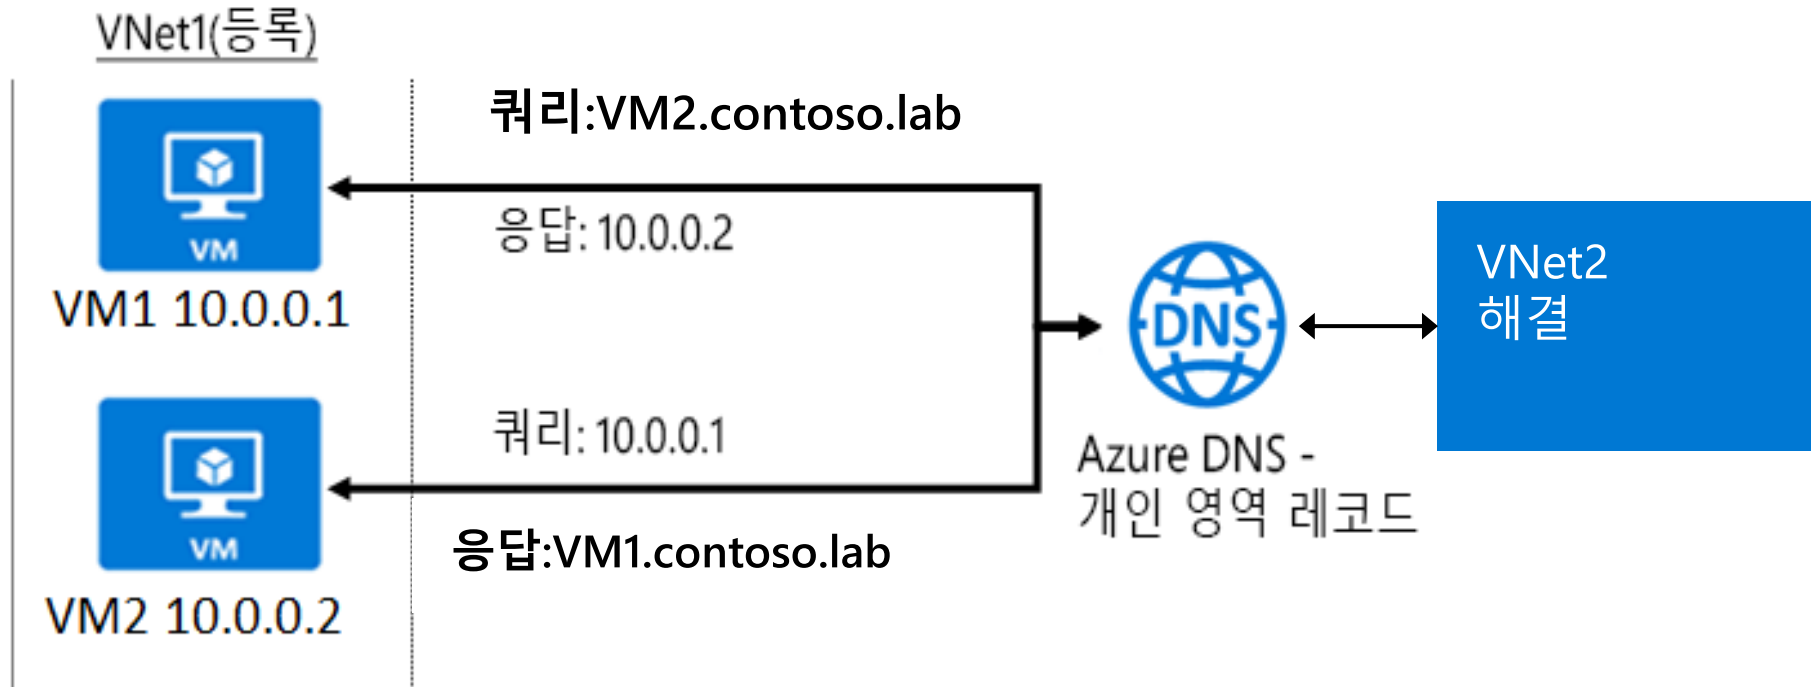 VNet1(등록)
쿼리:VM2.contoso.lab
VM
응답: 10.0.0.2
VM1 10.0.0.1
VNet2
해결
DNS
쿼리: 10.0.0.1
Azure DNS -
개인 영역 레코드
VM
응답:VM1.contoso.lab
VM2 10.0.0.2